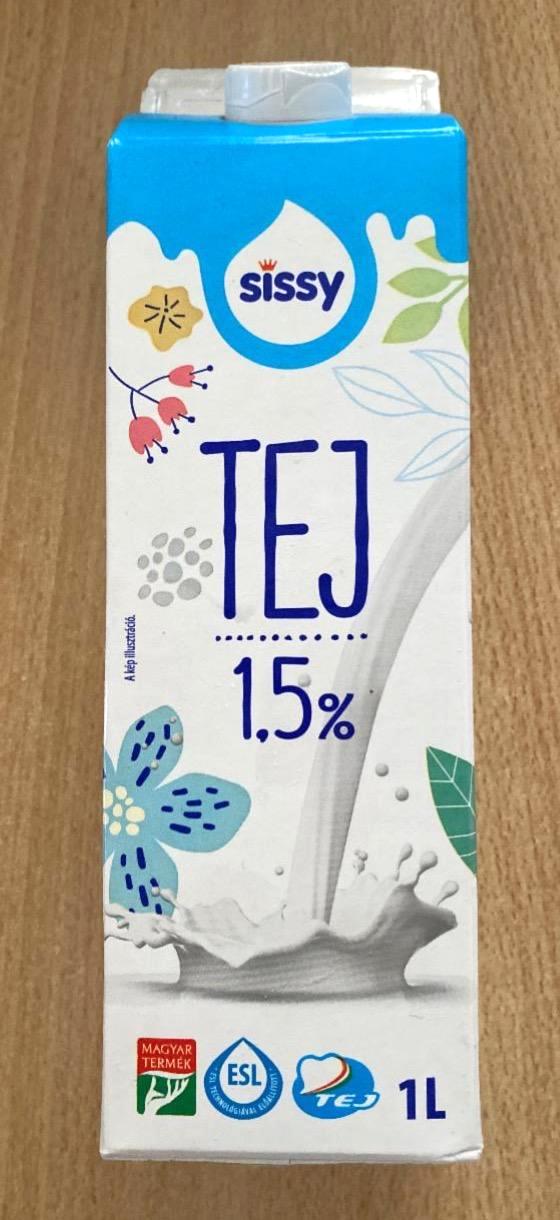 sissy
TEJ
1,5%
A kép illusztráció.
MAGYAR
TERMÉK
ESL
ESL TECHNOLÓGIÁVAL ELŐÁLLÍTOTT
TEJ
1L